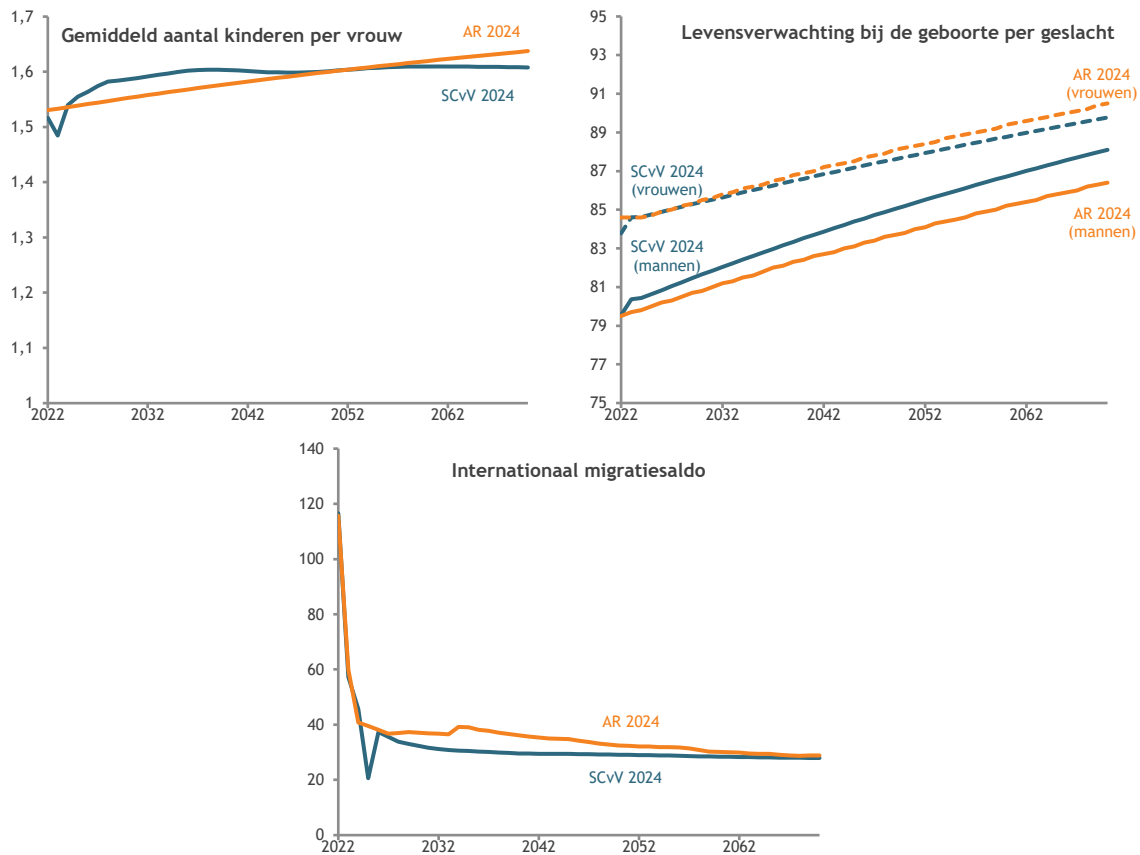 Gemiddeld aantal kinderen per vrouw
1,7
1,6
1,5
1,4
1,3
1,2
1,1
1
AR 2024
SCvV 2024
2022
2032
2042
2052
2062
Levensverwachting bij de geboorte per geslacht
95
93
91
89
87
85
83
81
79
77
75
AR 2024
(vrouwen)
SCvV 2024
(vrouwen)
SCvV 2024
(mannen)
AR 2024
(mannen)
2022
2032
2042
2052
2062
Internationaal migratiesaldo
140
120
100
80
60
40
20
0
AR 2024
SCvV 2024
2022
2032
2042
2052
2062